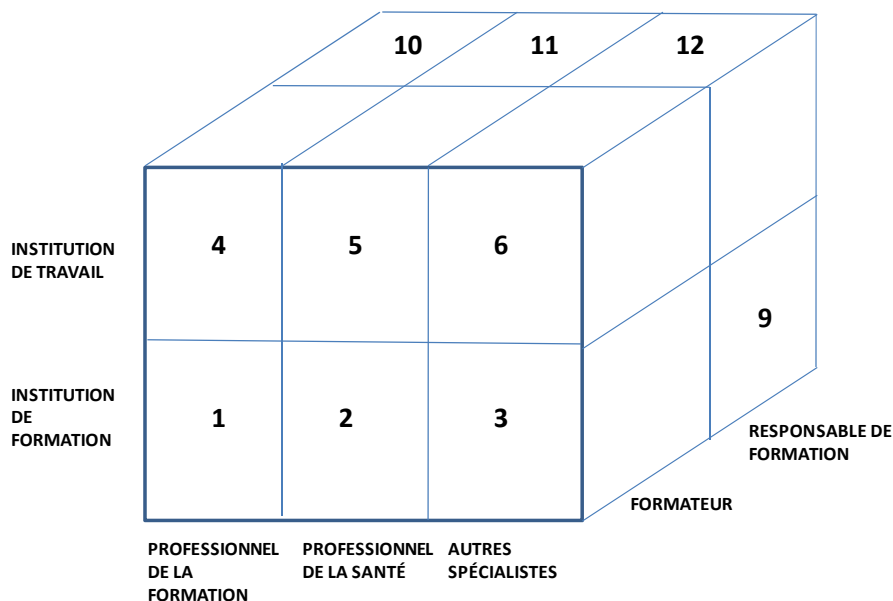 10
11
12
INSTITUTION
DE TRAVAIL
4
5
6
9
INSTITUTION
DE
FORMATION
1
2
3
RESPONSABLE DE
FORMATION
FORMATEUR
PROFESSIONNEL
DE LA
FORMATION
PROFESSIONNEL
DE LA SANTÉ
AUTRES
SPÉCIALISTES